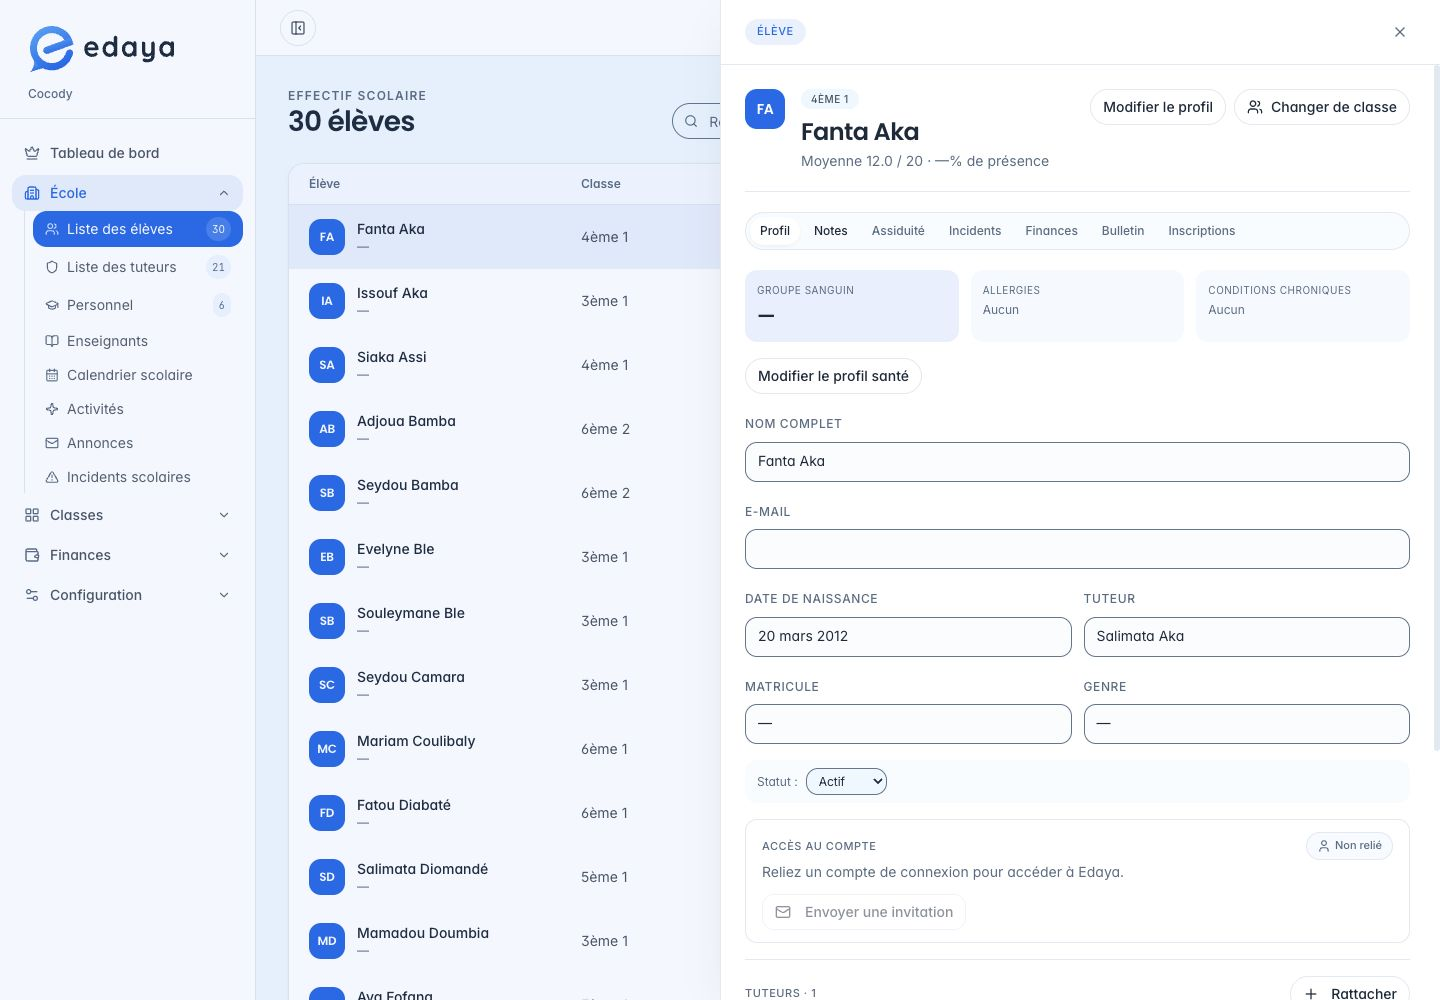 edaya
Cocody
Tableau de bord
École
Liste des élèves 30
Liste des tuteurs 21
Personnel 6
Enseignants
Calendrier scolaire
Activités
Annonces
Incidents scolaires
Classes
Finances
Configuration
EFFECTIF SCOLAIRE
30 élèves
Élève Classe
FA Fanta Aka 4ème 1
—
IA Issouf Aka 3ème 1
—
SA Siaka Assi 4ème 1
—
AB Adjoua Bamba 6ème 2
—
SB Seydou Bamba 6ème 2
—
EB Evelyne Ble 3ème 1
—
SB Souleymane Ble 3ème 1
—
SC Seydou Camara 3ème 1
—
MC Mariam Coulibaly 6ème 1
—
FD Fatou Diabaté 6ème 1
—
SD Salimata Diomandé 5ème 1
—
MD Mamadou Doumbia 3ème 1
—
ÉLÈVE
FA
4ÈME 1
Fanta Aka
Moyenne 12.0 / 20 · —% de présence
Modifier le profil Changer de classe
Profil Notes Assiduité Incidents Finances Bulletin Inscriptions
GROUPE SANGUIN
—
ALLERGIES
Aucun
CONDITIONS CHRONIQUES
Aucun
Modifier le profil santé
NOM COMPLET
Fanta Aka
E-MAIL
DATE DE NAISSANCE
20 mars 2012
TUTEUR
Salimata Aka
MATRICULE
—
GENRE
—
Statut : Actif
ACCÈS AU COMPTE Non relié
Reliez un compte de connexion pour accéder à Edaya.
Envoyer une invitation
TUTEURS · 1 Rattacher